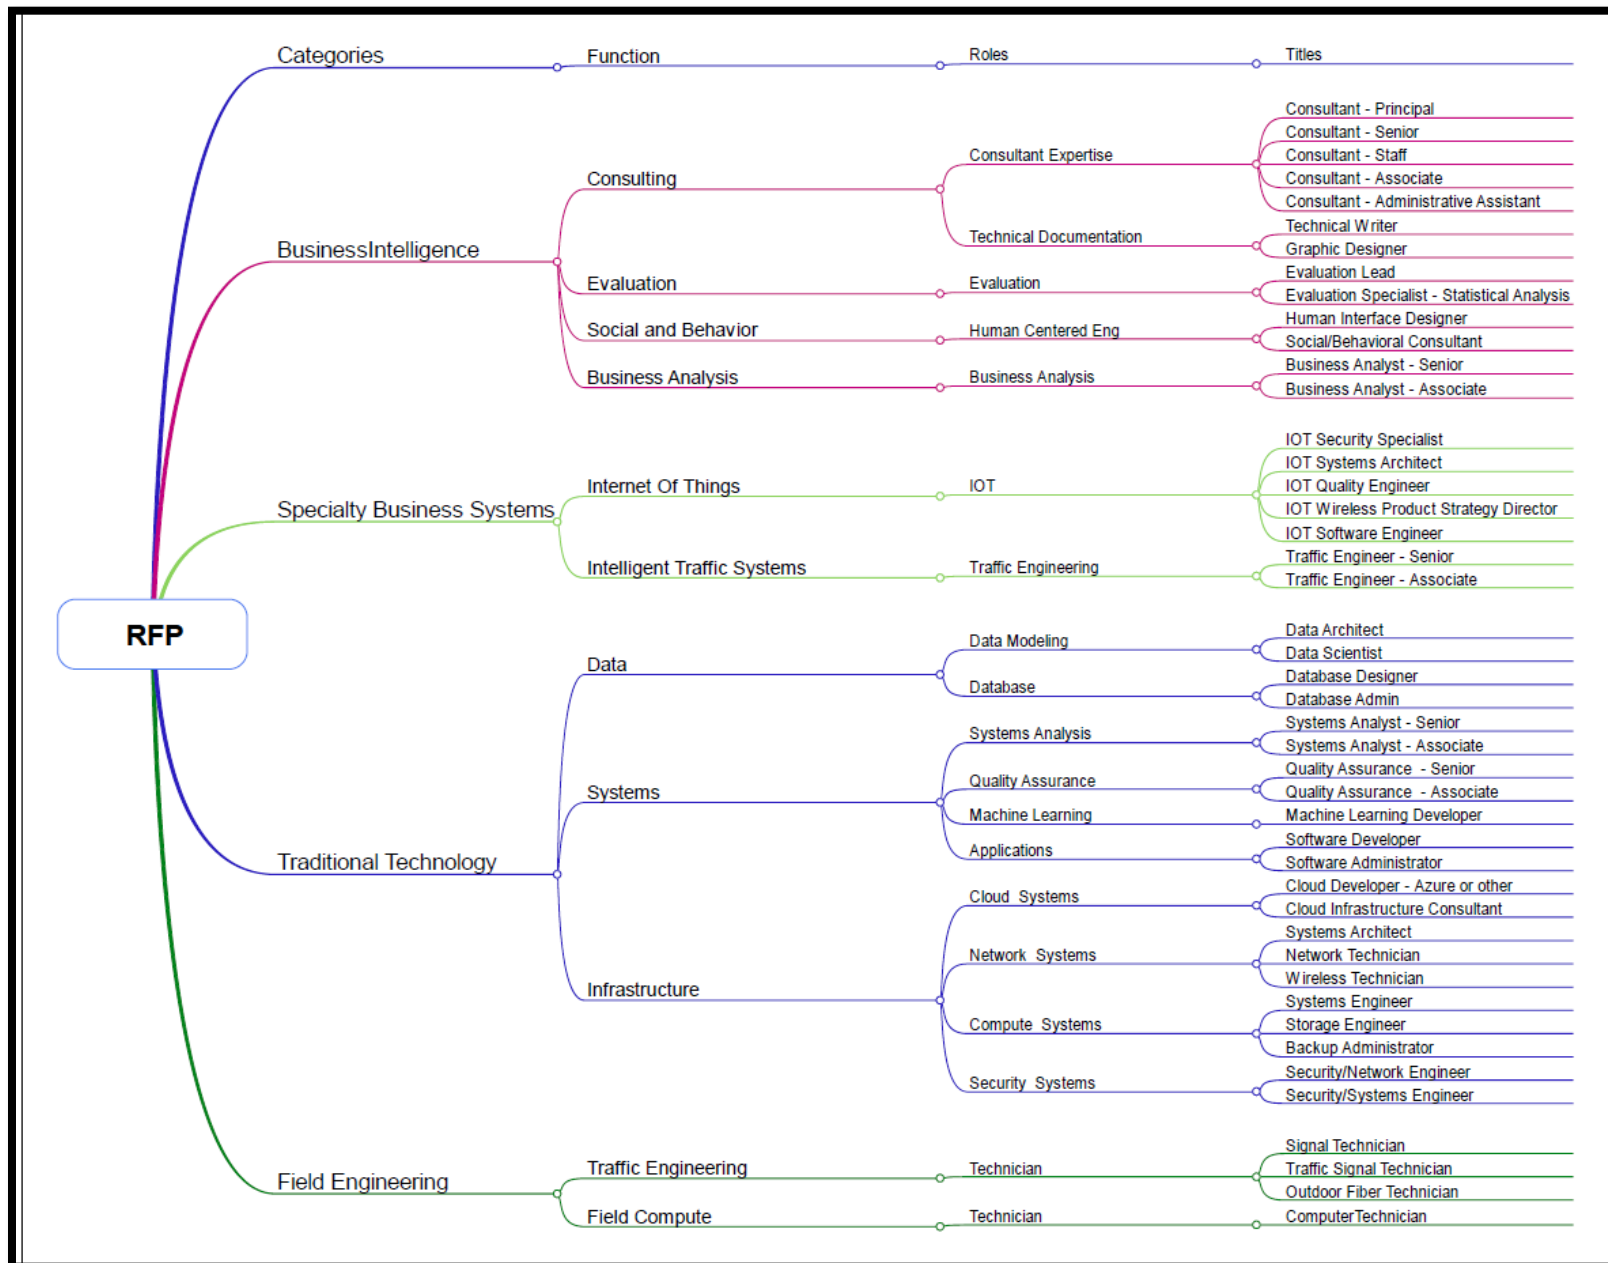 Categories
Function
Roles
Titles
Consultant - Principal
Consultant - Senior
Consultant Expertise
Consultant - Staff
Consulting
Consultant - Associate
Consultant - Administrative Assistant
Technical Documentation
Technical Writer
Graphic Designer
BusinessIntelligence
Evaluation
Evaluation
Evaluation Lead
Evaluation Specialist - Statistical Analysis
Social and Behavior
Human Centered Eng
Human Interface Designer
Social/Behavioral Consultant
Business Analysis
Business Analysis
Business Analyst - Senior
Business Analyst - Associate
Specialty Business Systems
Internet Of Things
IOT
IOT Security Specialist
IOT Systems Architect
IOT Quality Engineer
IOT Wireless Product Strategy Director
IOT Software Engineer
Intelligent Traffic Systems
Traffic Engineering
Traffic Engineer - Senior
Traffic Engineer - Associate
RFP
Data
Data Modeling
Data Architect
Data Scientist
Database
Database Designer
Database Admin
Systems
Systems Analysis
Systems Analyst - Senior
Systems Analyst - Associate
Quality Assurance
Quality Assurance  - Senior
Quality Assurance  - Associate
Machine Learning
Machine Learning Developer
Applications
Software Developer
Software Administrator
Traditional Technology
Infrastructure
Cloud  Systems
Cloud Developer - Azure or other
Cloud Infrastructure Consultant
Network  Systems
Systems Architect
Network Technician
Wireless Technician
Compute  Systems
Systems Engineer
Storage Engineer
Backup Administrator
Security  Systems
Security/Network Engineer
Security/Systems Engineer
Field Engineering
Traffic Engineering
Technician
Signal Technician
Traffic Signal Technician
Outdoor Fiber Technician
Field Compute
Technician
ComputerTechnician